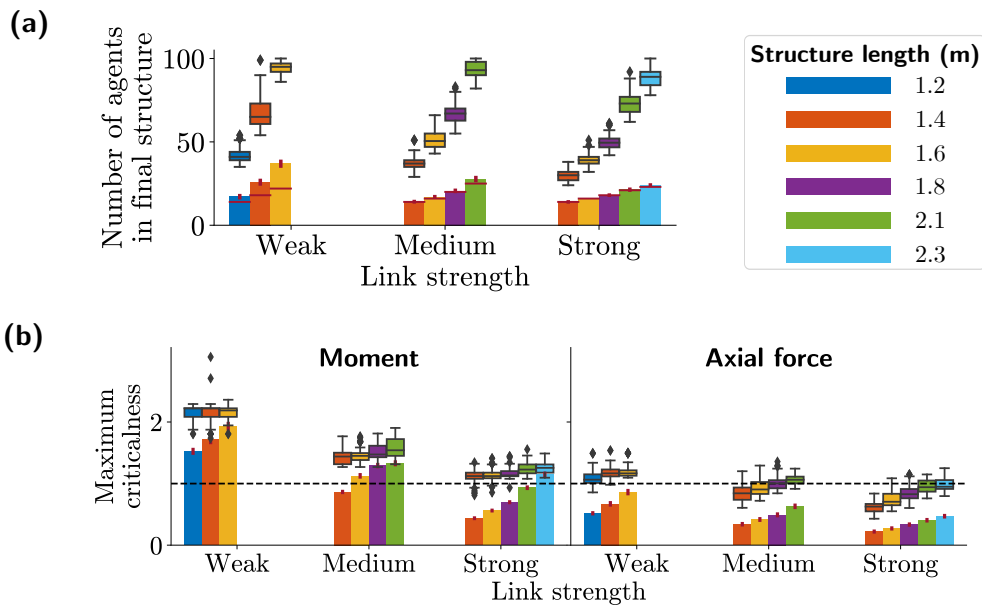 (a)
Number of agents
in final structure
100
50
0
Weak
Medium
Strong
Link strength
Structure length (m)
1.2
1.4
1.6
1.8
2.1
2.3
(b)
Maximum
criticalness
2
0
Moment
Axial force
Weak
Medium
Strong
Weak
Medium
Strong
Link strength